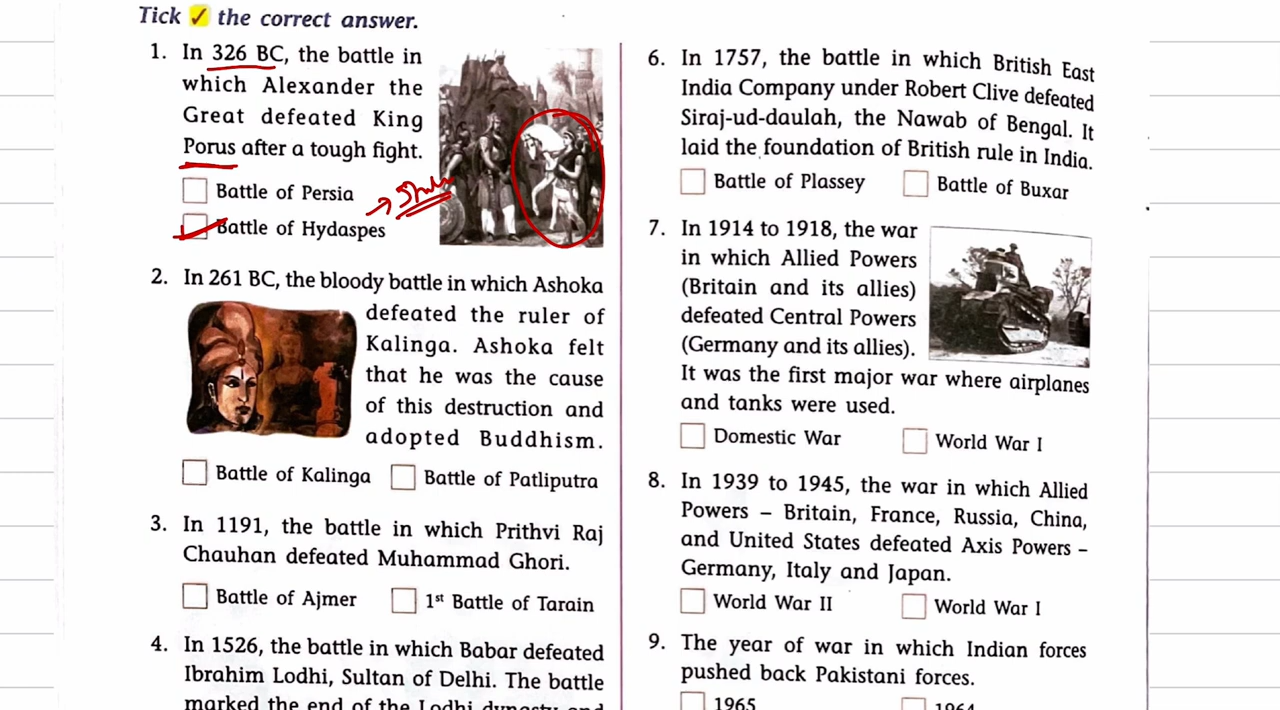 Tick ✓ the correct answer.
1. In 326 BC, the battle in
which Alexander the
Great defeated King
Porus after a tough fight.
Battle of Persia
Battle of Hydaspes
2. In 261 BC, the bloody battle in which Ashoka
defeated the ruler of
Kalinga. Ashoka felt
that he was the cause
of this destruction and
adopted Buddhism.
Battle of Kalinga
Battle of Patliputra
3. In 1191, the battle in which Prithvi Raj
Chauhan defeated Muhammad Ghori.
Battle of Ajmer
1st Battle of Tarain
4. In 1526, the battle in which Babar defeated
Ibrahim Lodhi, Sultan of Delhi. The battle
marked the end of the Lodhi dynasty and
6. In 1757, the battle in which British East
India Company under Robert Clive defeated
Siraj-ud-daulah, the Nawab of Bengal. It
laid the foundation of British rule in India.
Battle of Plassey
Battle of Buxar
7. In 1914 to 1918, the war
in which Allied Powers
(Britain and its allies)
defeated Central Powers
(Germany and its allies).
It was the first major war where airplanes
and tanks were used.
Domestic War
World War I
8. In 1939 to 1945, the war in which Allied
Powers – Britain, France, Russia, China,
and United States defeated Axis Powers –
Germany, Italy and Japan.
World War II
World War I
9. The year of war in which Indian forces
pushed back Pakistani forces.
1965
1964